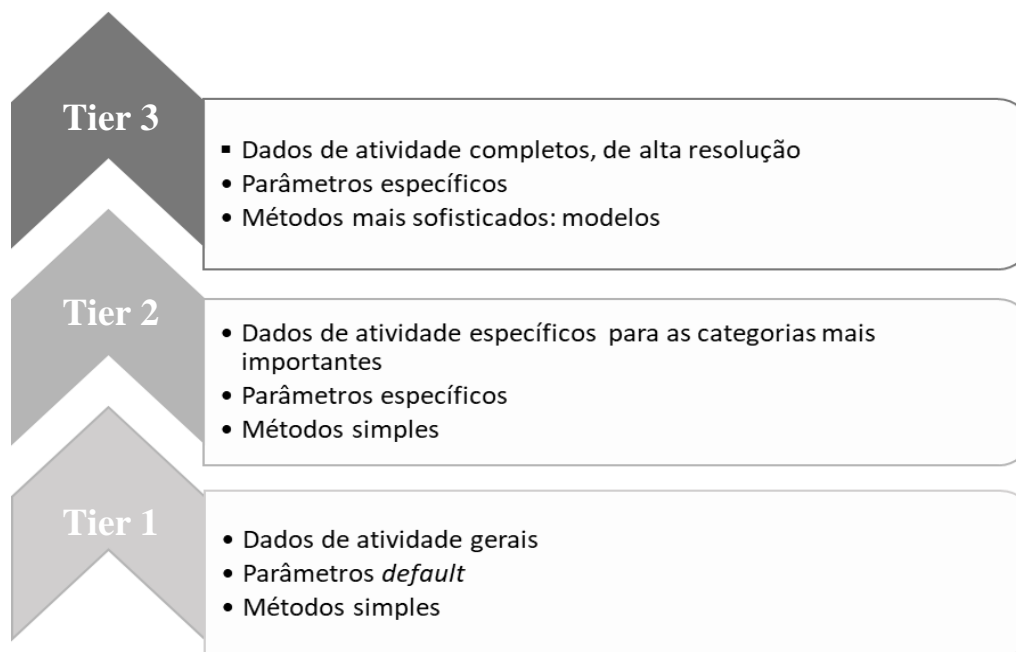 Tier 3
▪ Dados de atividade completos, de alta resolução
• Parâmetros específicos
• Métodos mais sofisticados: modelos
Tier 2
• Dados de atividade específicos para as categorias mais
importantes
• Parâmetros específicos
• Métodos simples
Tier 1
• Dados de atividade gerais
• Parâmetros default
• Métodos simples